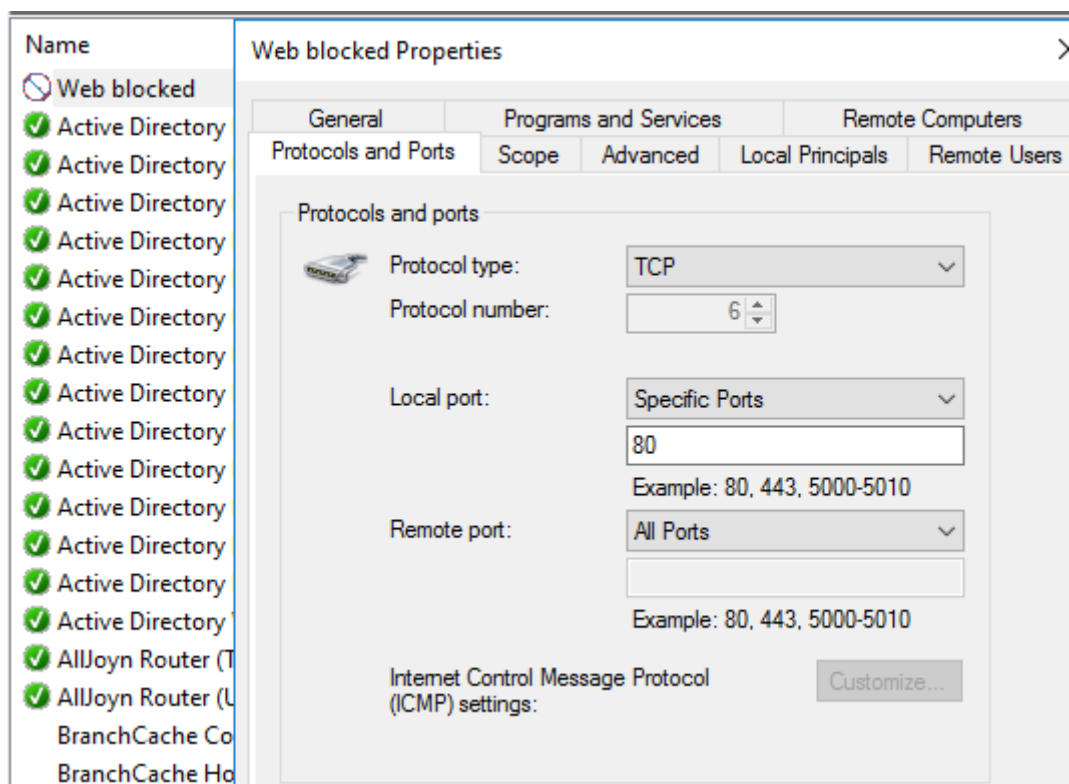 Name
Web blocked
Active Directory
Active Directory
Active Directory
Active Directory
Active Directory
Active Directory
Active Directory
Active Directory
Active Directory
Active Directory
Active Directory
Active Directory
Active Directory
Active Directory
AllJoyn Router (T
AllJoyn Router (U
BranchCache Co
BranchCache Ho
Web blocked Properties
General Programs and Services Remote Computers
Protocols and Ports Scope Advanced Local Principals Remote Users
Protocols and ports
Protocol type: TCP
Protocol number: 6
Local port: Specific Ports
80
Example: 80, 443, 5000-5010
Remote port: All Ports
Example: 80, 443, 5000-5010
Internet Control Message Protocol
(ICMP) settings: Customize...